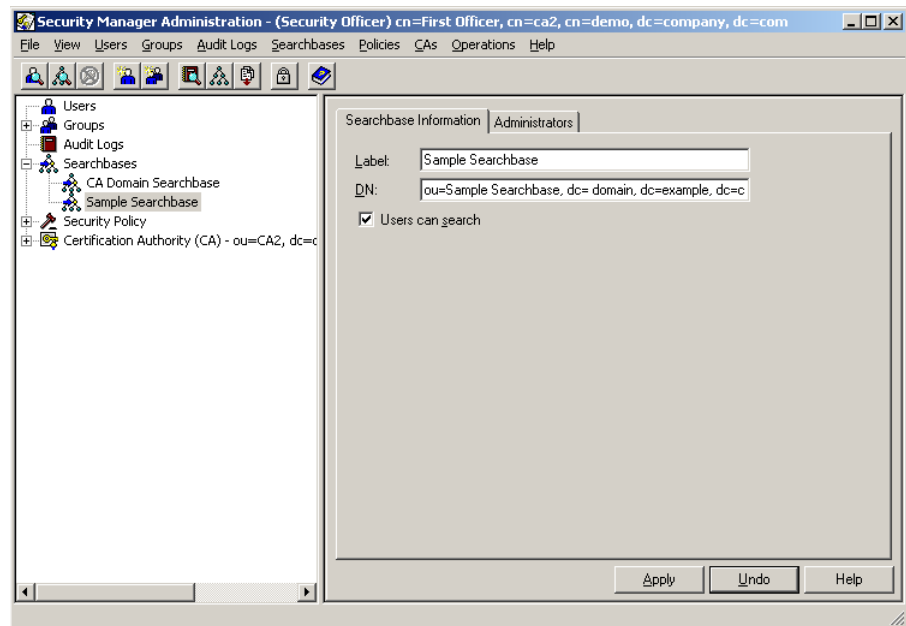 Security Manager Administration - (Security Officer) cn=First Officer, cn=ca2, cn=demo, dc=company, dc=com
File View Users Groups Audit Logs Searchbases Policies CAs Operations Help
Users
Groups
Audit Logs
Searchbases
CA Domain Searchbase
Sample Searchbase
Security Policy
Certification Authority (CA) - ou=CA2, dc=c
Searchbase Information Administrators
Label: Sample Searchbase
DN: ou=Sample Searchbase, dc= domain, dc=example, dc=c
Users can search
Apply Undo Help